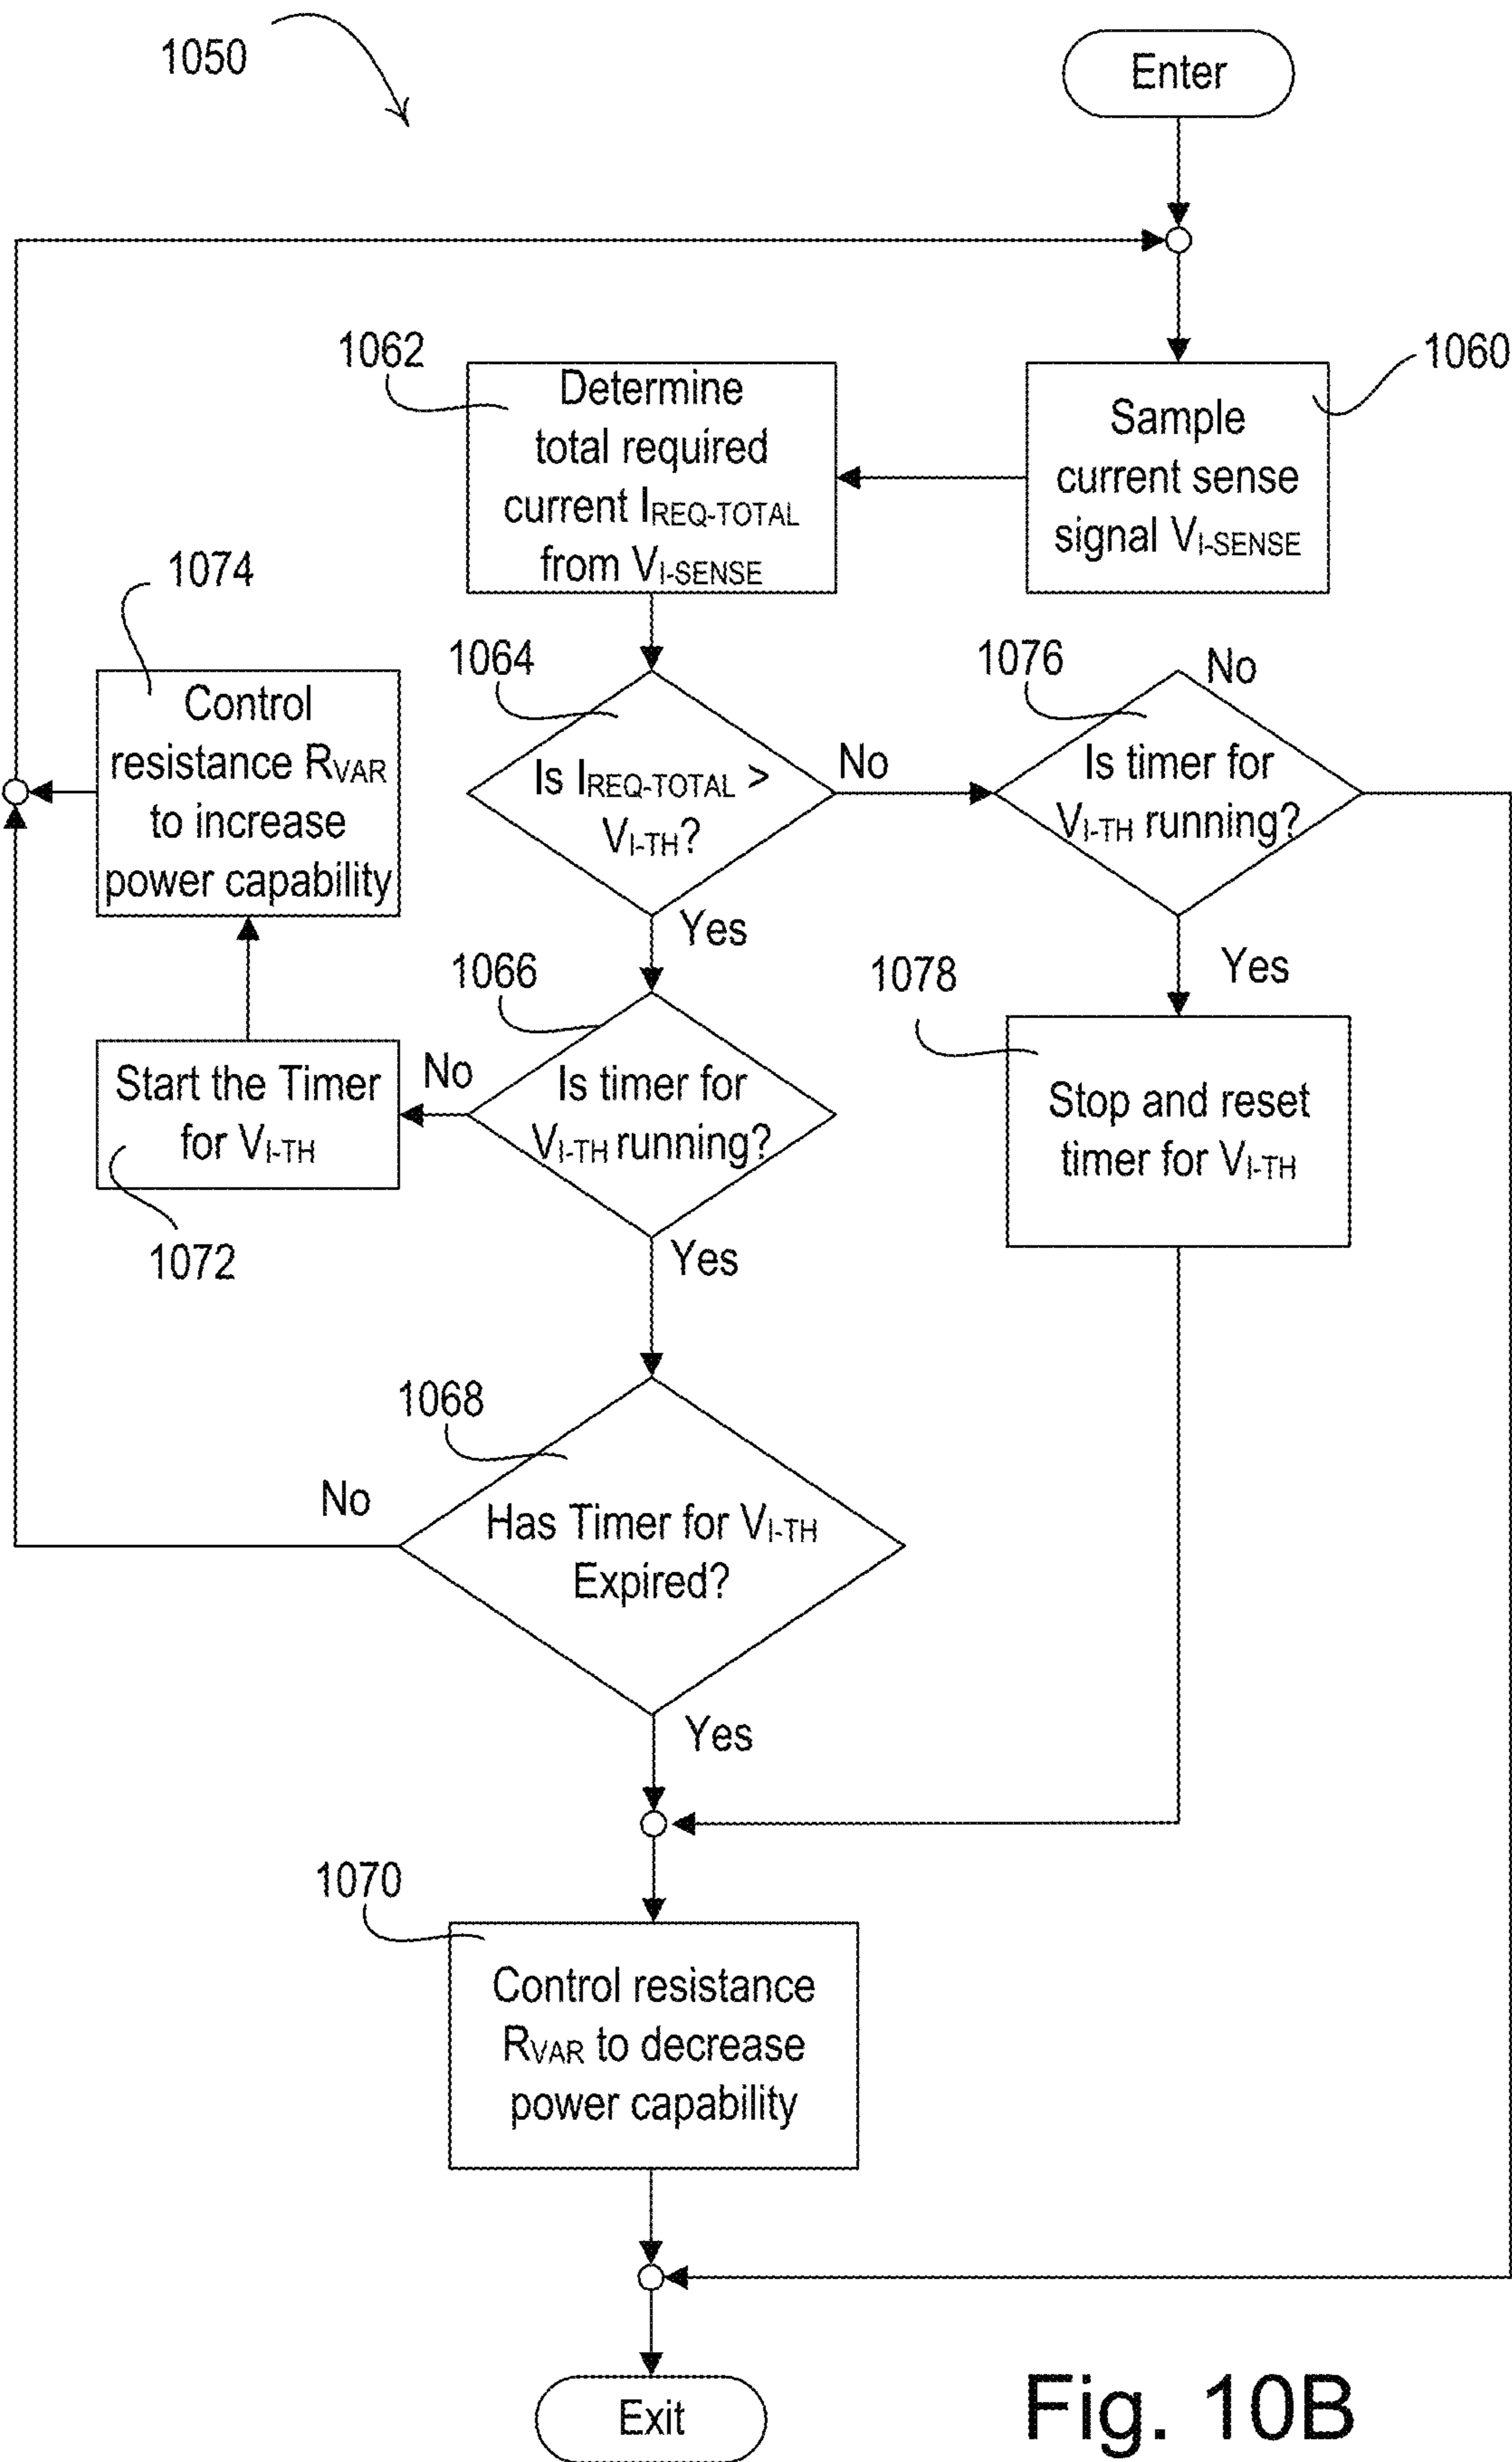 1050
Enter
1062
1060
Determine
total required
current IREQ-TOTAL
from VI-SENSE
Sample
current sense
signal VI-SENSE
1074
Control
resistance RVAR
to increase
power capability
1064
Is IREQ-TOTAL >
VI-TH?
No
Yes
1076
No
Is timer for
VI-TH running?
Yes
1066
Is timer for
VI-TH running?
No
Yes
1078
Stop and reset
timer for VI-TH
Start the Timer
for VI-TH
1072
1068
No
Has Timer for VI-TH
Expired?
Yes
1070
Control resistance
RVAR to decrease
power capability
Exit
Fig. 10B